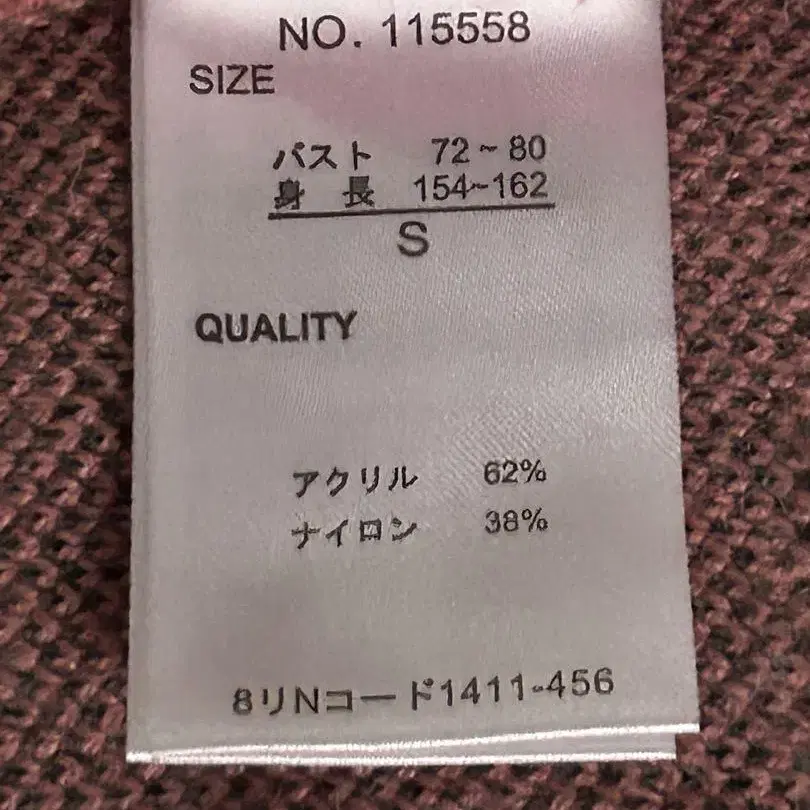 NO. 115558
SIZE
バスト 72~80
身長 154~162
S
QUALITY
アクリル 62%
ナイロン 38%
8リNコード1411-456